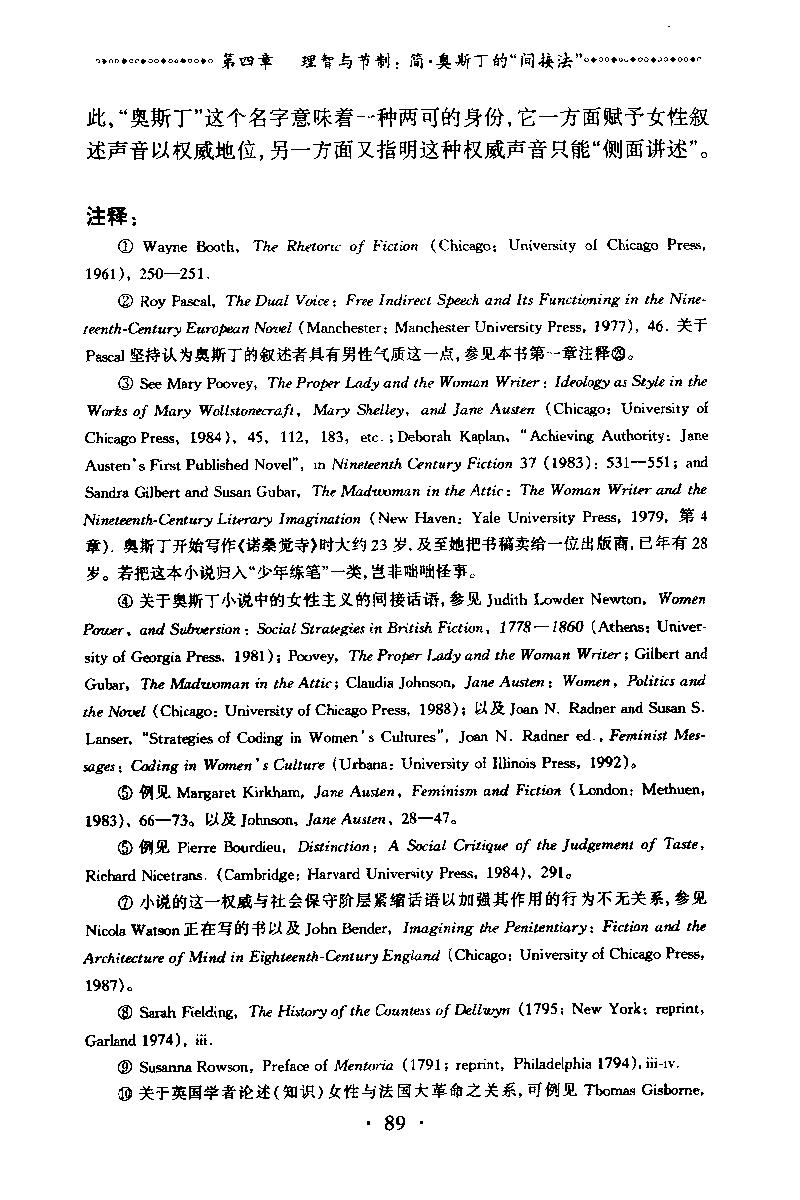 第四章 理智与节制：简·奥斯丁的“间接法”
此，“奥斯丁”这个名字意味着一种两可的身份，它一方面赋予女性叙
述声音以权威地位，另一方面又指明这种权威声音只能“侧面讲述”。
注释：
① Wayne Booth, The Rhetoric of Fiction (Chicago: University of Chicago Press,
1961), 250—251.
② Roy Pascal, The Dual Voice: Free Indirect Speech and Its Functioning in the Nine-
teenth-Century European Novel (Manchester: Manchester University Press, 1977), 46. 关于
Pascal 坚持认为奥斯丁的叙述者具有男性气质这一点，参见本书第一章注释。
③ See Mary Poovey, The Proper Lady and the Woman Writer: Ideology as Style in the
Works of Mary Wollstonecraft, Mary Shelley, and Jane Austen (Chicago: University of
Chicago Press, 1984), 45, 112, 183, etc.; Deborah Kaplan, “Achieving Authority: Jane
Austen's First Published Novel”, in Nineteenth Century Fiction 37 (1983): 531—551; and
Sandra Gilbert and Susan Gubar, The Madwoman in the Attic: The Woman Writer and the
Nineteenth-Century Literary Imagination (New Haven: Yale University Press, 1979, 第 4
章). 奥斯丁开始写作《诺桑觉寺》时大约 23 岁，及至她把书稿卖给一位出版商，已年有 28
岁。若把这本小说归入“少年练笔”一类，岂非咄咄怪事。
④ 关于奥斯丁小说中的女性主义的间接话语，参见 Judith Lowder Newton, Women
Power, and Subversion: Social Strategies in British Fiction, 1778—1860 (Athens: Univer-
sity of Georgia Press, 1981); Poovey, The Proper Lady and the Woman Writer; Gilbert and
Gubar, The Madwoman in the Attic; Claudia Johnson, Jane Austen: Women, Politics and
the Novel (Chicago: University of Chicago Press, 1988); 以及 Joan N. Radner and Susan S.
Lanser, “Strategies of Coding in Women's Cultures”, Joan N. Radner ed., Feminist Mes-
sages: Coding in Women's Culture (Urbana: University of Illinois Press, 1992)。
⑤ 例见 Margaret Kirkham, Jane Austen, Feminism and Fiction (London: Methuen,
1983), 66—73。以及 Johnson, Jane Austen, 28—47。
⑤ 例见 Pierre Bourdieu, Distinction: A Social Critique of the Judgement of Taste,
Richard Nicetrans. (Cambridge: Harvard University Press, 1984), 291。
⑦ 小说的这一权威与社会保守阶层紧缩话语以加强其作用的行为不无关系，参见
Nicola Watson 正在写的书以及 John Bender, Imagining the Penitentiary: Fiction and the
Architecture of Mind in Eighteenth-Century England (Chicago: University of Chicago Press,
1987)。
⑧ Sarah Fielding, The History of the Countess of Dellwyn (1795; New York: reprint,
Garland 1974), iii.
⑨ Susanna Rowson, Preface of Mentoria (1791; reprint, Philadelphia 1794), iii-iv.
⑩ 关于英国学者论述(知识)女性与法国大革命之关系，可例见 Thomas Gisborne,
· 89 ·